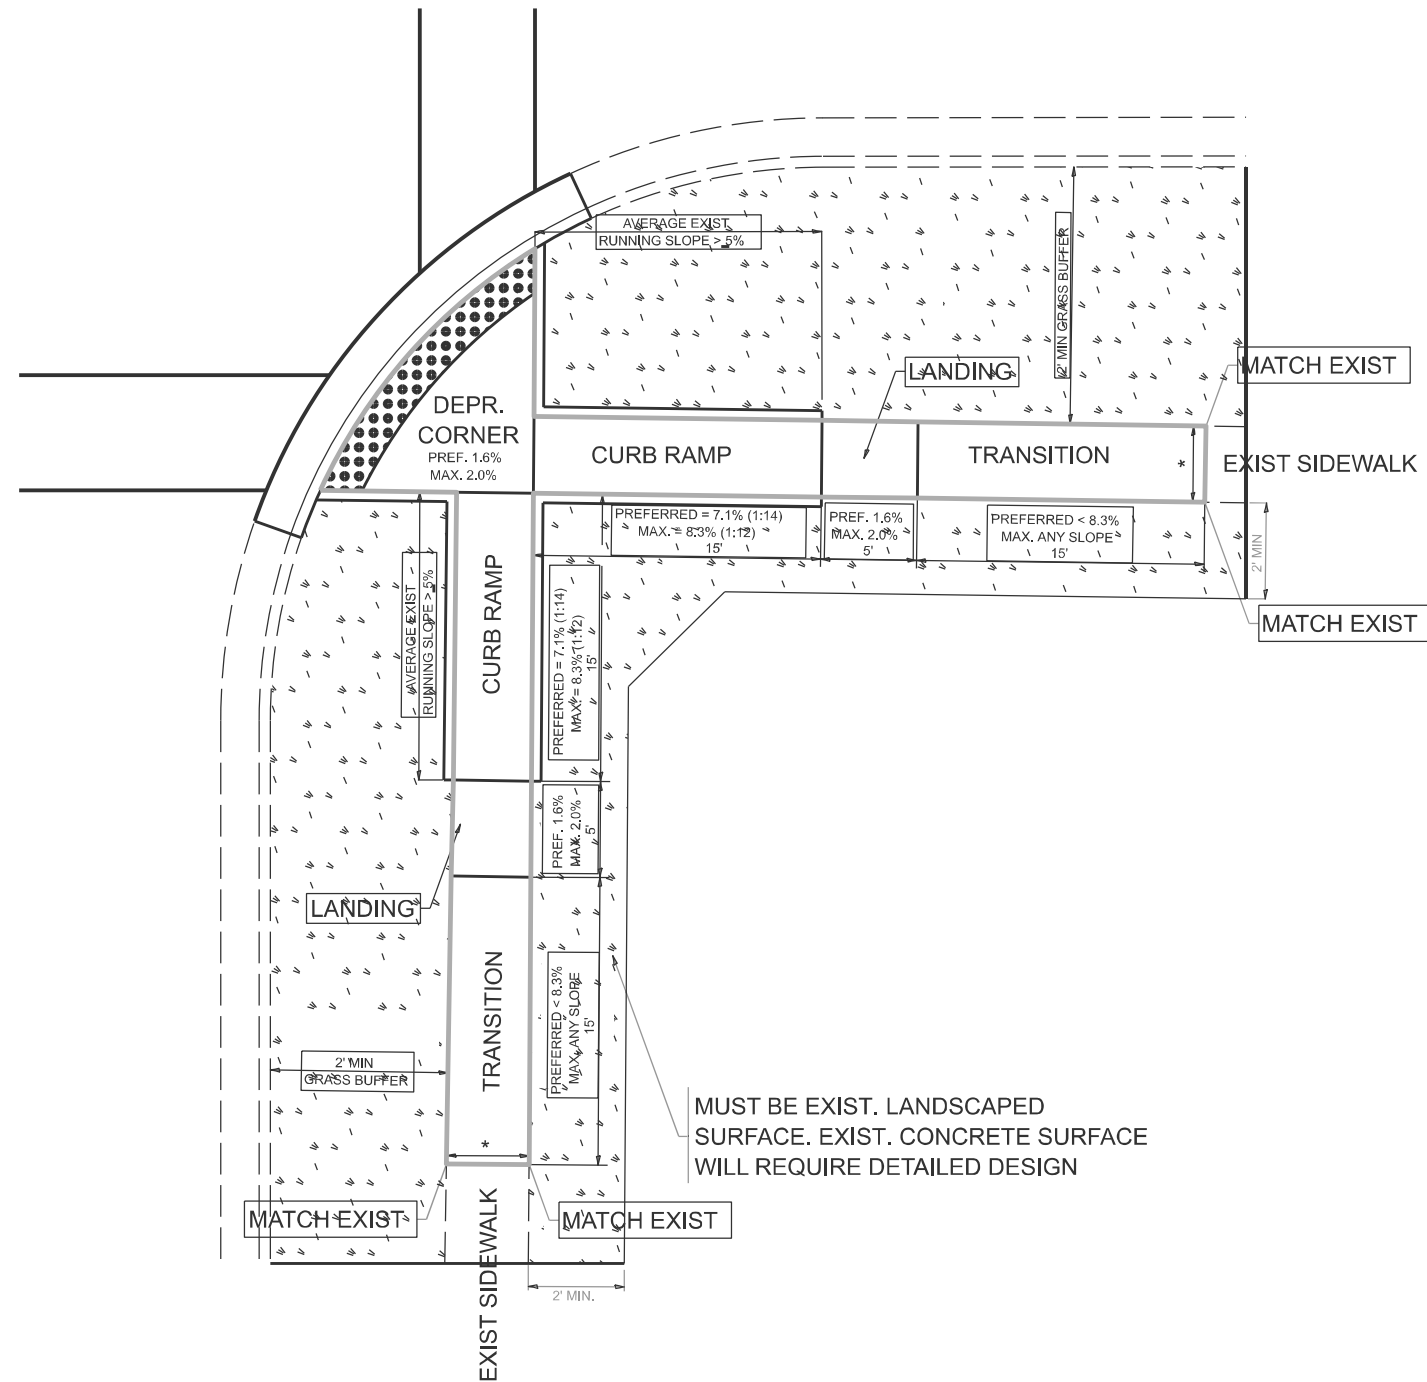 AVERAGE EXIST
RUNNING SLOPE > 5%
2' MIN GRASS BUFFER
LANDING
MATCH EXIST
DEPR.
CORNER
PREF. 1.6%
MAX. 2.0%
CURB RAMP
TRANSITION
*
EXIST SIDEWALK
PREFERRED = 7.1% (1:14)
MAX. = 8.3% (1:12)
15'
PREF. 1.6%
MAX. 2.0%
5'
PREFERRED < 8.3%
MAX. ANY SLOPE
15'
2' MIN
MATCH EXIST
AVERAGE EXIST
RUNNING SLOPE > 5%
CURB RAMP
PREFERRED = 7.1% (1:14)
MAX. = 8.3% (1:12)
15'
PREF. 1.6%
MAX. 2.0%
5'
LANDING
TRANSITION
PREFERRED < 8.3%
MAX. ANY SLOPE
15'
2' MIN
GRASS BUFFER
MUST BE EXIST. LANDSCAPED
SURFACE. EXIST. CONCRETE SURFACE
WILL REQUIRE DETAILED DESIGN
*
MATCH EXIST
MATCH EXIST
EXIST SIDEWALK
2' MIN.